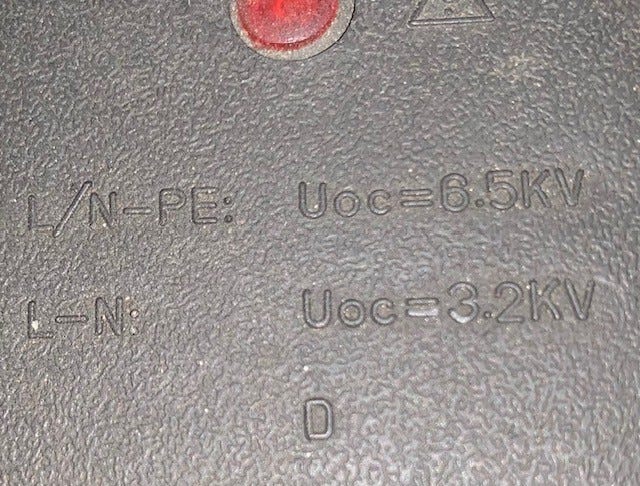 L/N-PE: Uoc=6.5KV
L-N: Uoc=3.2KV
D